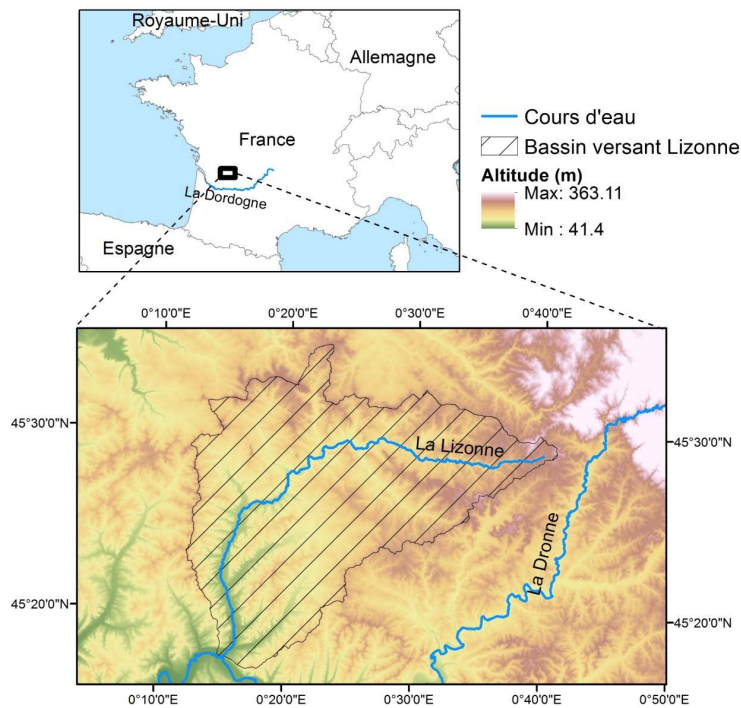 Royaume-Uni
Allemagne
France
La Dordogne
Espagne
Cours d'eau
Bassin versant Lizonne
Altitude (m)
Max: 363.11
Min : 41.4
0°10'0"E 0°20'0"E 0°30'0"E 0°40'0"E
45°30'0"N
45°30'0"N
La Lizonne
La Dronne
45°20'0"N
45°20'0"N
0°10'0"E 0°20'0"E 0°30'0"E 0°40'0"E 0°50'0"E